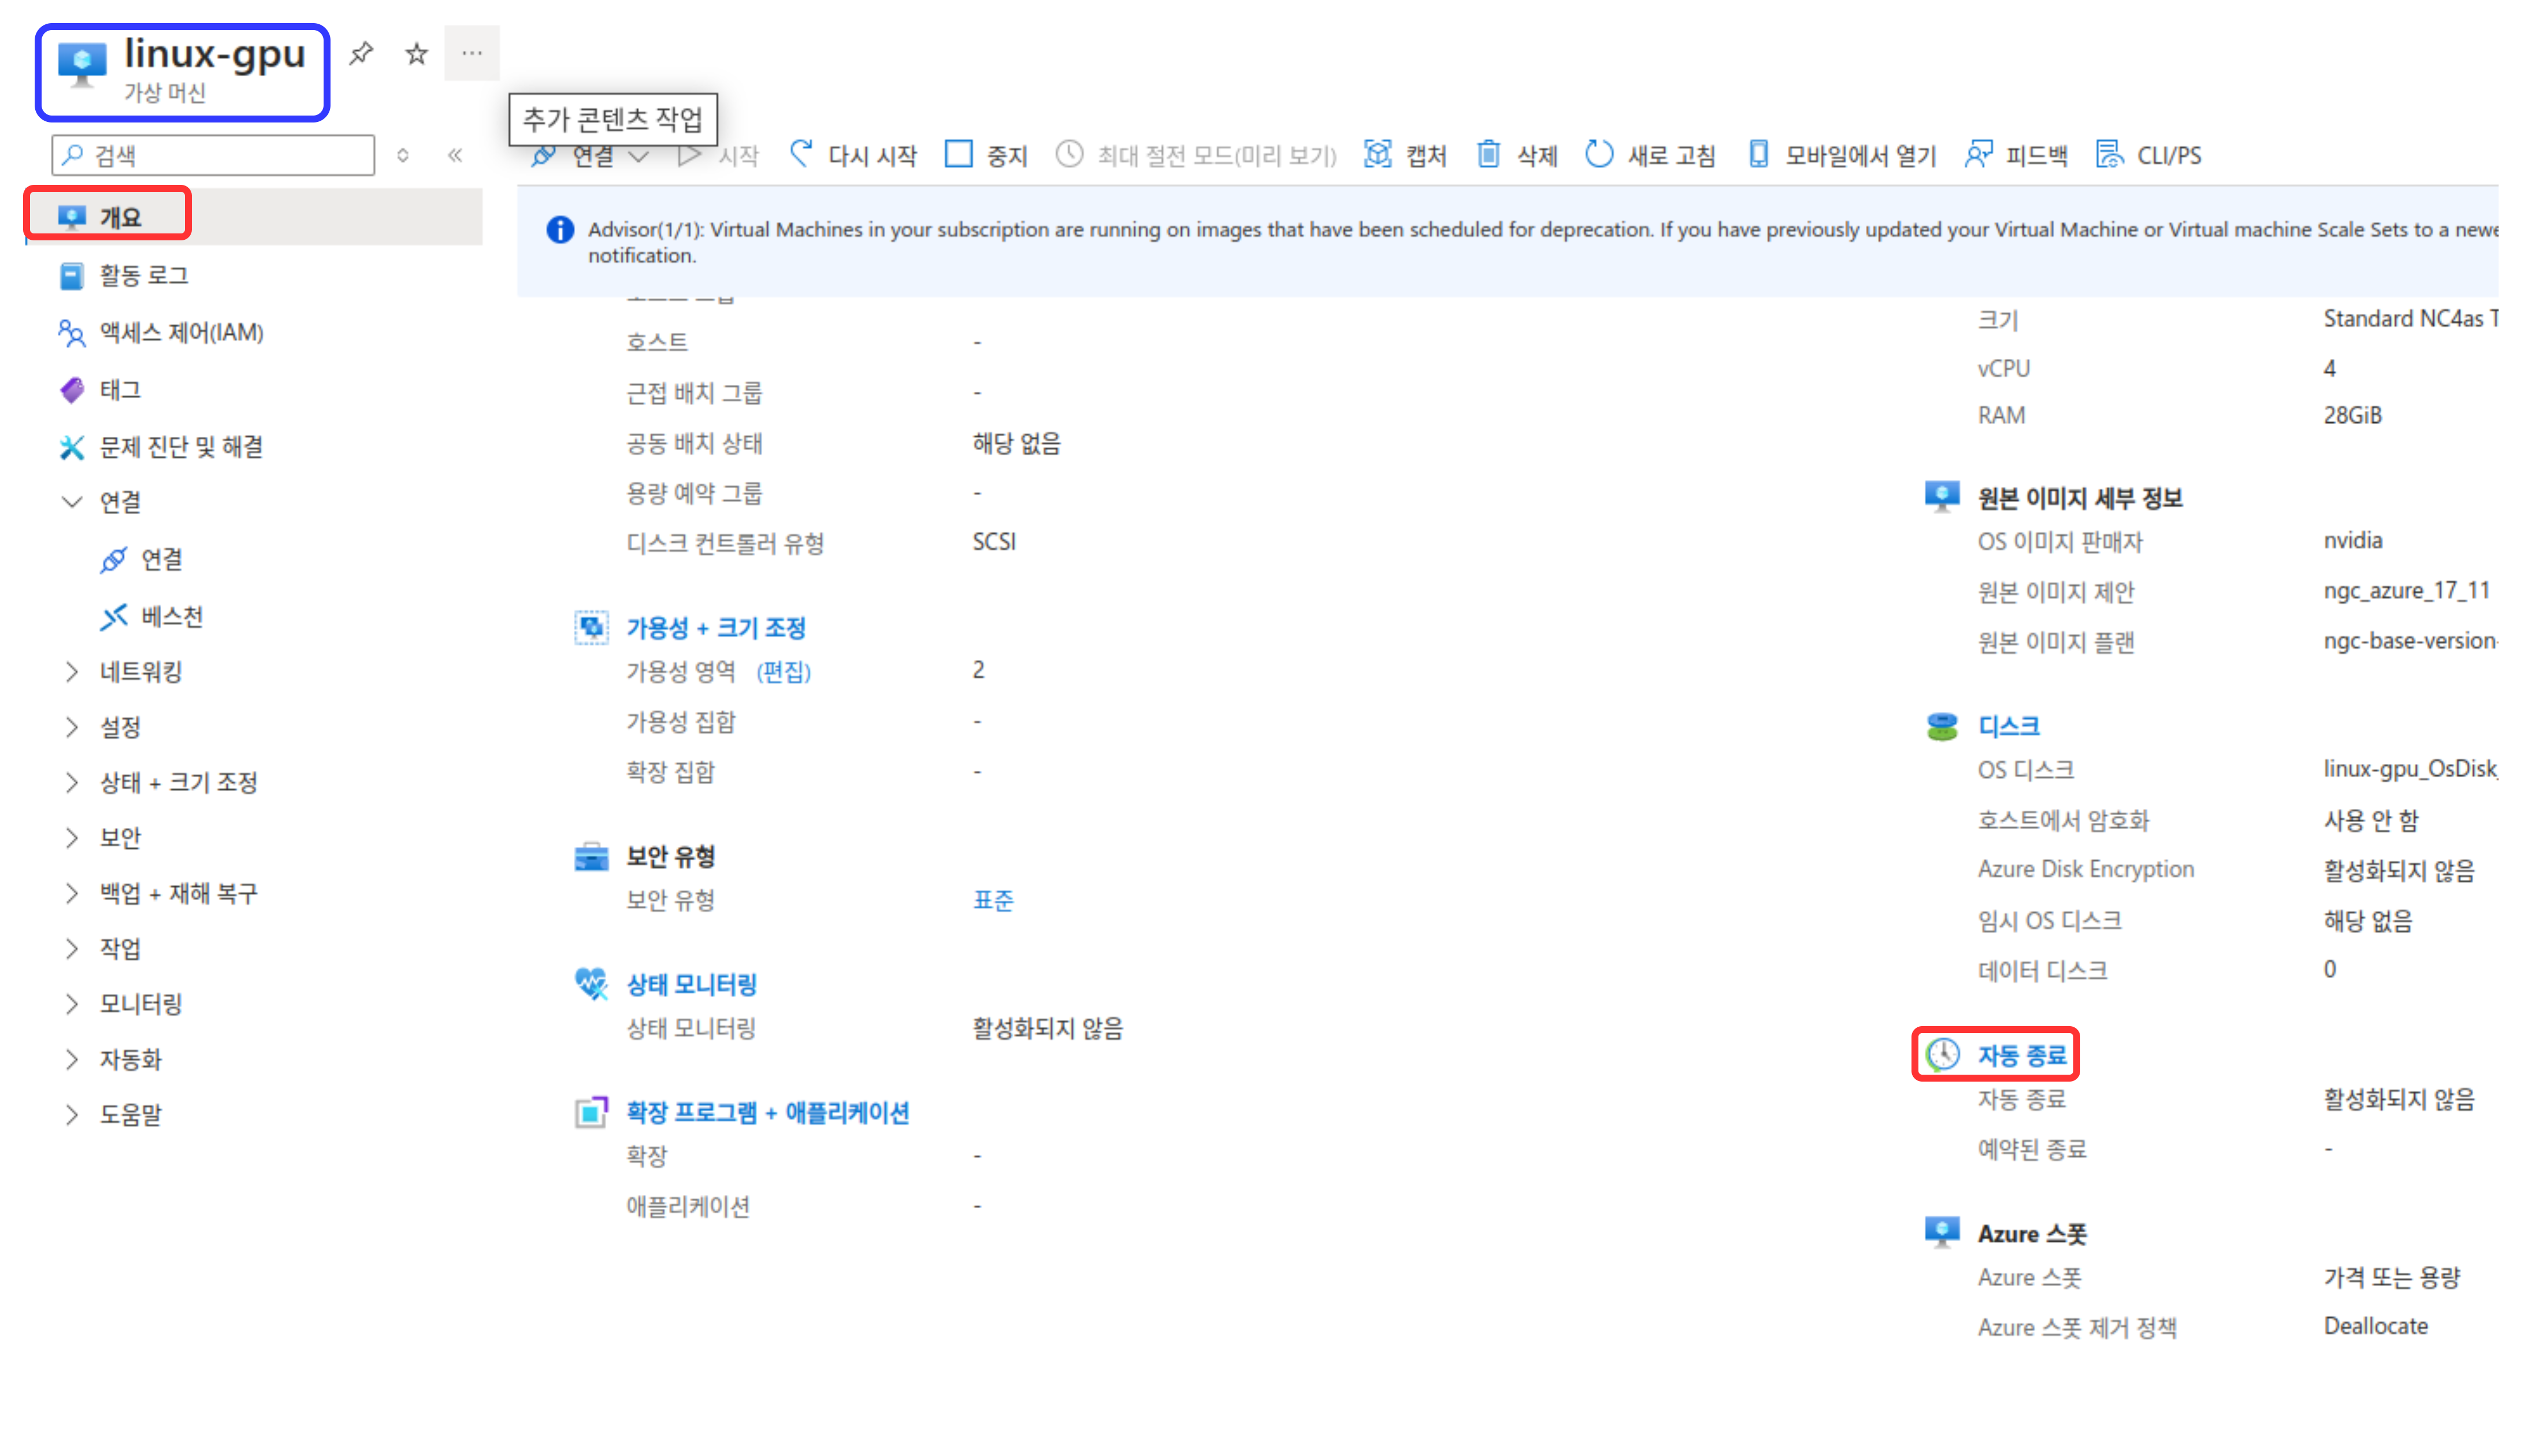 linux-gpu
가상 머신
추가 콘텐츠 작업
검색
연결
시작
다시 시작
중지
최대 절전 모드(미리 보기)
캡처
삭제
새로 고침
모바일에서 열기
피드백
CLI/PS
개요
활동 로그
액세스 제어(IAM)
태그
문제 진단 및 해결
연결
연결
베스천
네트워킹
설정
상태 + 크기 조정
보안
백업 + 재해 복구
작업
모니터링
자동화
도움말
Advisor(1/1): Virtual Machines in your subscription are running on images that have been scheduled for deprecation. If you have previously updated your Virtual Machine or Virtual machine Scale Sets to a newe
notification.
호스트 -
근접 배치 그룹 -
공동 배치 상태 해당 없음
용량 예약 그룹 -
디스크 컨트롤러 유형 SCSI
가용성 + 크기 조정
가용성 영역 (편집) 2
가용성 집합 -
확장 집합 -
보안 유형
보안 유형 표준
상태 모니터링
상태 모니터링 활성화되지 않음
확장 프로그램 + 애플리케이션
확장 -
애플리케이션 -
크기 Standard NC4as T
vCPU 4
RAM 28GiB
원본 이미지 세부 정보
OS 이미지 판매자 nvidia
원본 이미지 제안 ngc_azure_17_11
원본 이미지 플랜 ngc-base-version-
디스크
OS 디스크 linux-gpu_OsDisk_
호스트에서 암호화 사용 안 함
Azure Disk Encryption 활성화되지 않음
임시 OS 디스크 해당 없음
데이터 디스크 0
자동 종료
자동 종료 활성화되지 않음
예약된 종료 -
Azure 스폿
Azure 스폿 가격 또는 용량
Azure 스폿 제거 정책 Deallocate